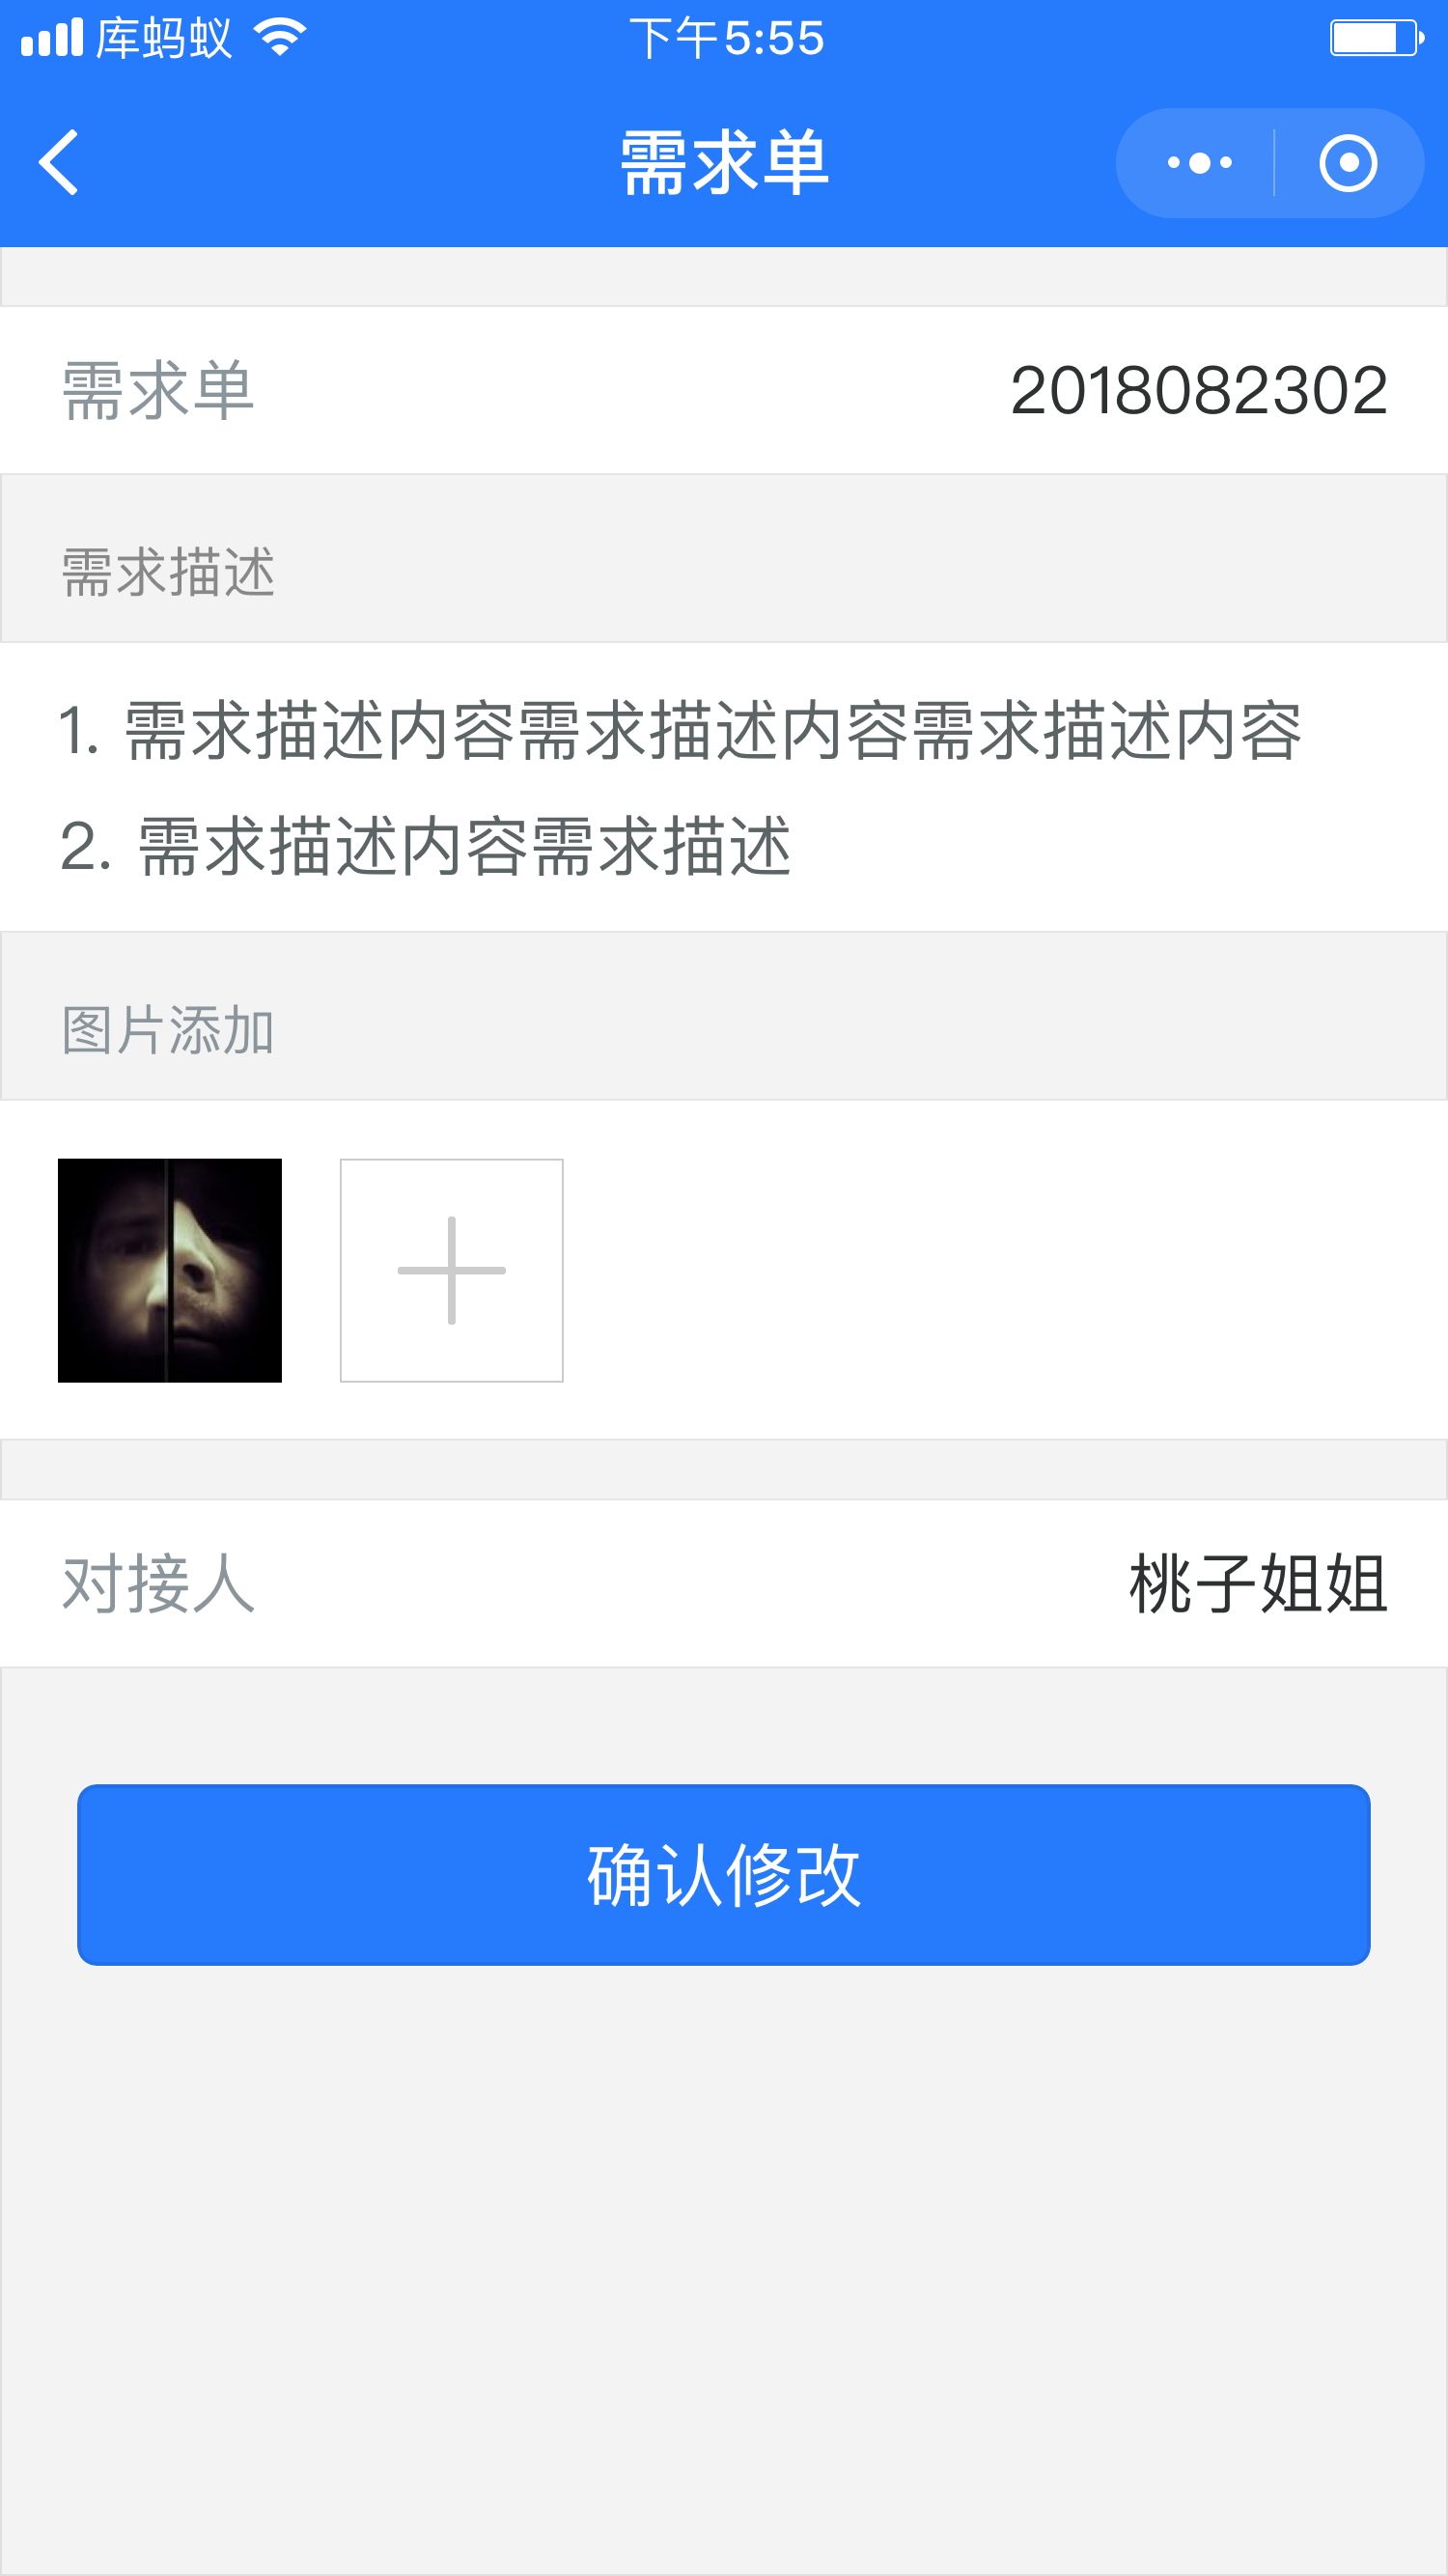 库蚂蚁 下午5:55
需求单
需求单 2018082302
需求描述
1. 需求描述内容需求描述内容需求描述内容
2. 需求描述内容需求描述
图片添加
对接人 桃子姐姐
确认修改